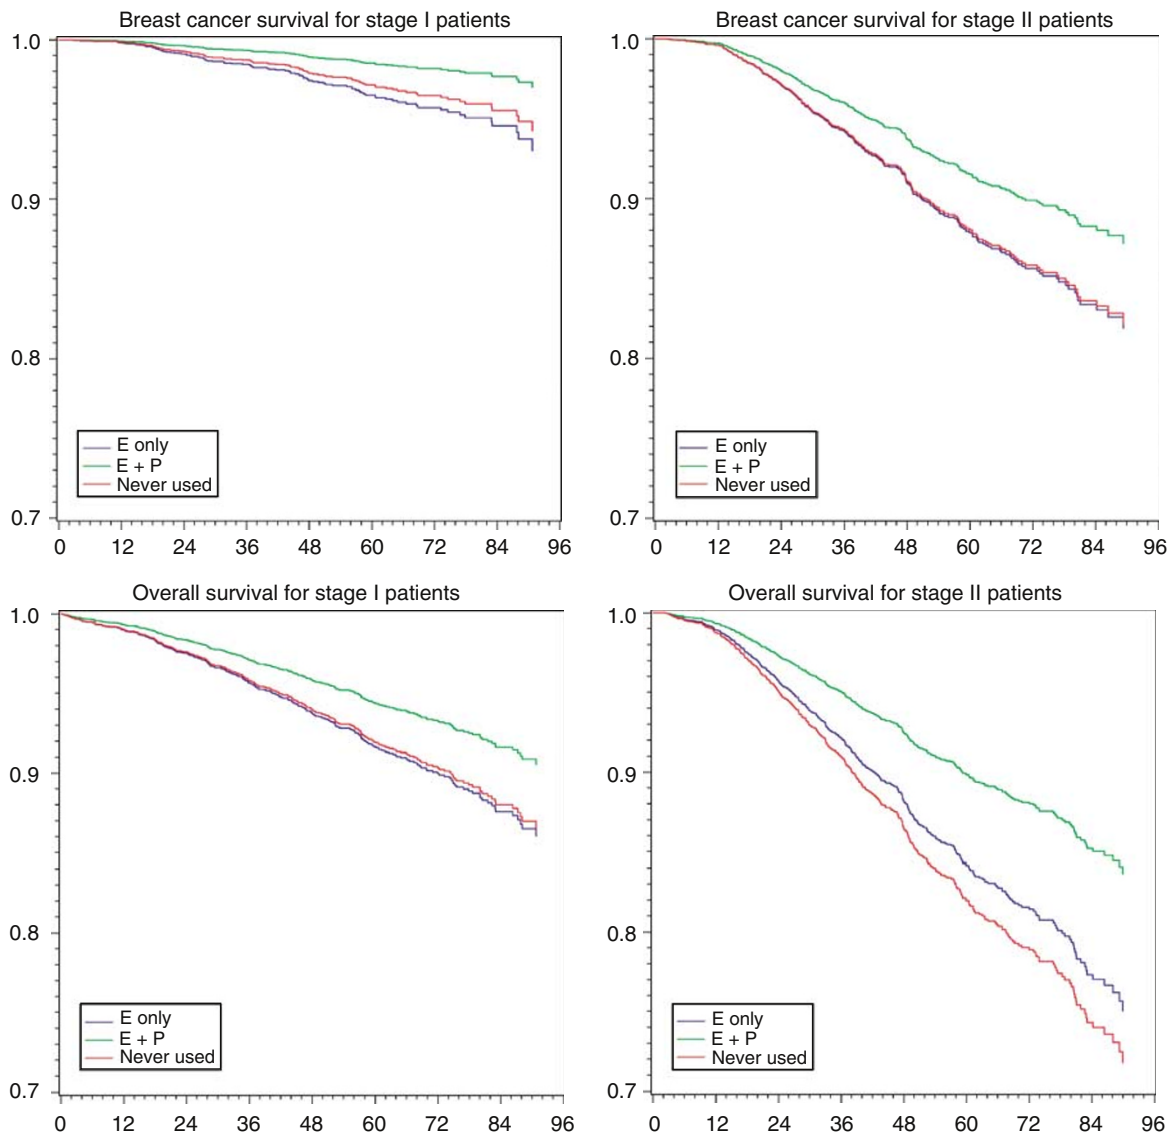 Breast cancer survival for stage I patients
1.0
0.9
0.8
0.7
E only
E + P
Never used
0 12 24 36 48 60 72 84 96
Breast cancer survival for stage II patients
1.0
0.9
0.8
0.7
E only
E + P
Never used
0 12 24 36 48 60 72 84 96
Overall survival for stage I patients
1.0
0.9
0.8
0.7
E only
E + P
Never used
0 12 24 36 48 60 72 84 96
Overall survival for stage II patients
1.0
0.9
0.8
0.7
E only
E + P
Never used
0 12 24 36 48 60 72 84 96